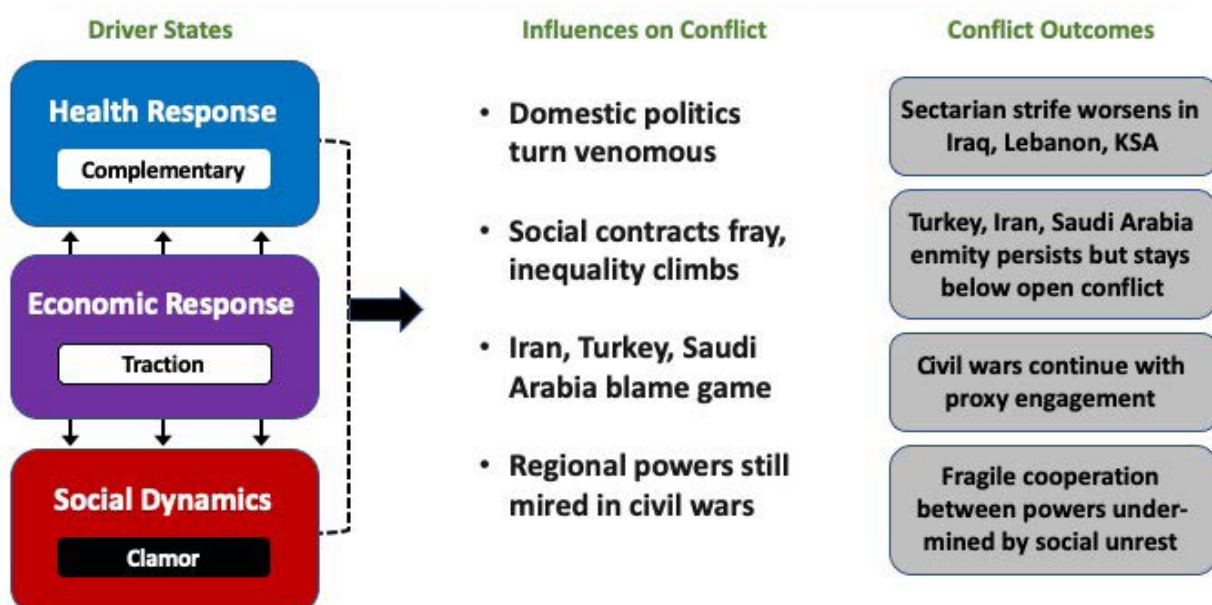 Driver States
Influences on Conflict
Conflict Outcomes
Health Response
Complementary
Economic Response
Traction
Social Dynamics
Clamor
• Domestic politics
turn venomous
• Social contracts fray,
inequality climbs
• Iran, Turkey, Saudi
Arabia blame game
• Regional powers still
mired in civil wars
Sectarian strife worsens in
Iraq, Lebanon, KSA
Turkey, Iran, Saudi Arabia
enmity persists but stays
below open conflict
Civil wars continue with
proxy engagement
Fragile cooperation
between powers under-
mined by social unrest